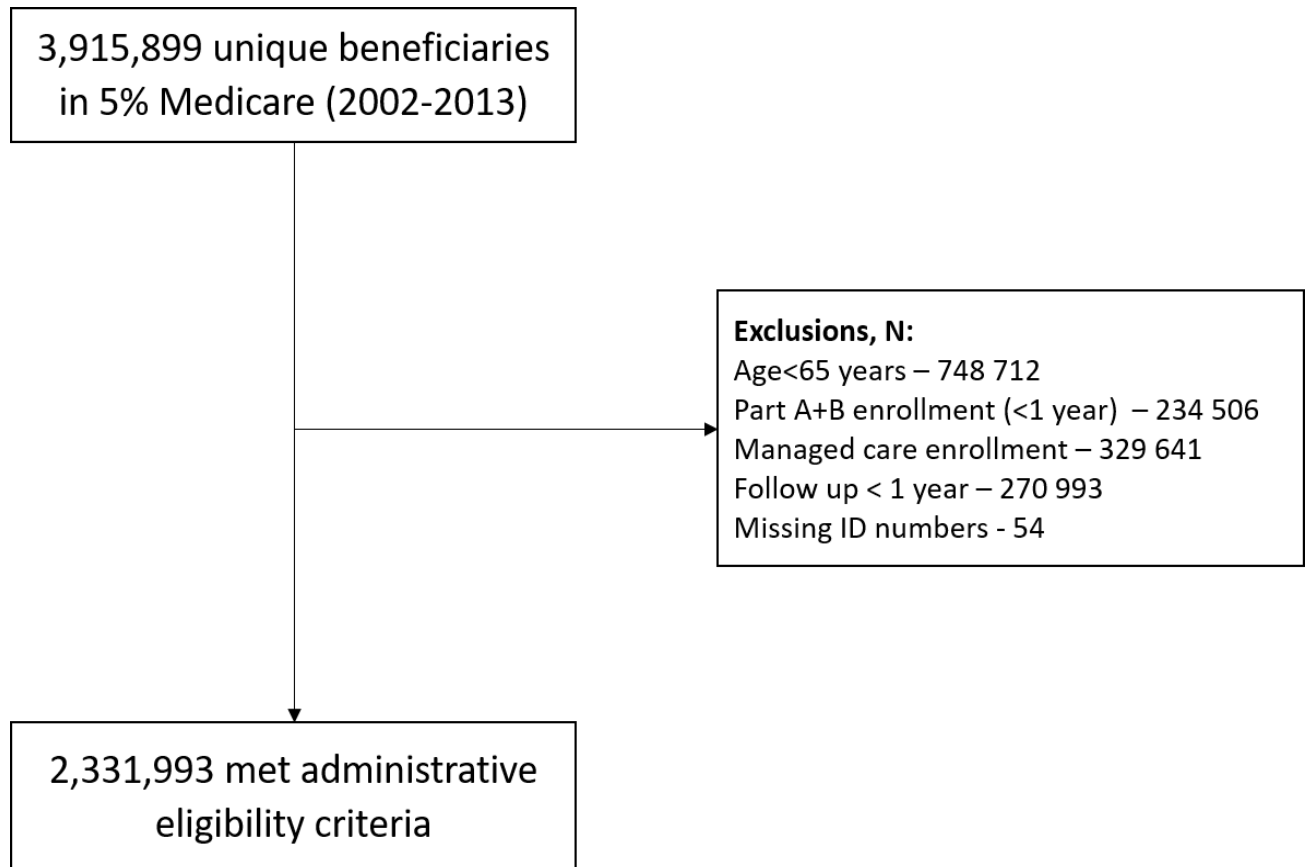 3,915,899 unique beneficiaries
in 5% Medicare (2002-2013)
Exclusions, N:
Age<65 years – 748 712
Part A+B enrollment (<1 year)  – 234 506
Managed care enrollment – 329 641
Follow up < 1 year – 270 993
Missing ID numbers - 54
2,331,993 met administrative
eligibility criteria